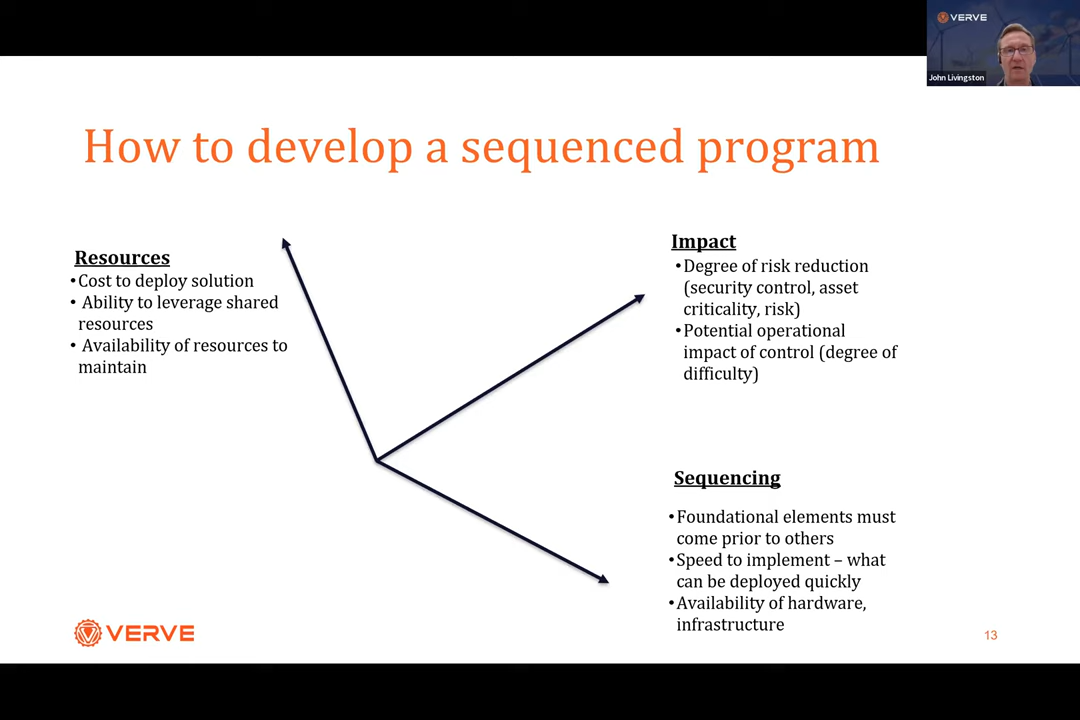 VERVE
John Livingston
How to develop a sequenced program
Resources
•Cost to deploy solution
• Ability to leverage shared
resources
• Availability of resources to
maintain
Impact
•Degree of risk reduction
(security control, asset
criticality, risk)
•Potential operational
impact of control (degree of
difficulty)
Sequencing
•Foundational elements must
come prior to others
•Speed to implement – what
can be deployed quickly
•Availability of hardware,
infrastructure
VERVE
13